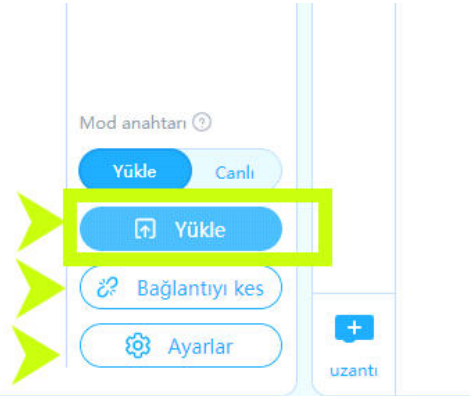 Mod anahtarı ?
Yükle Canlı
Yükle
Bağlantıyı kes
Ayarlar
uzantı